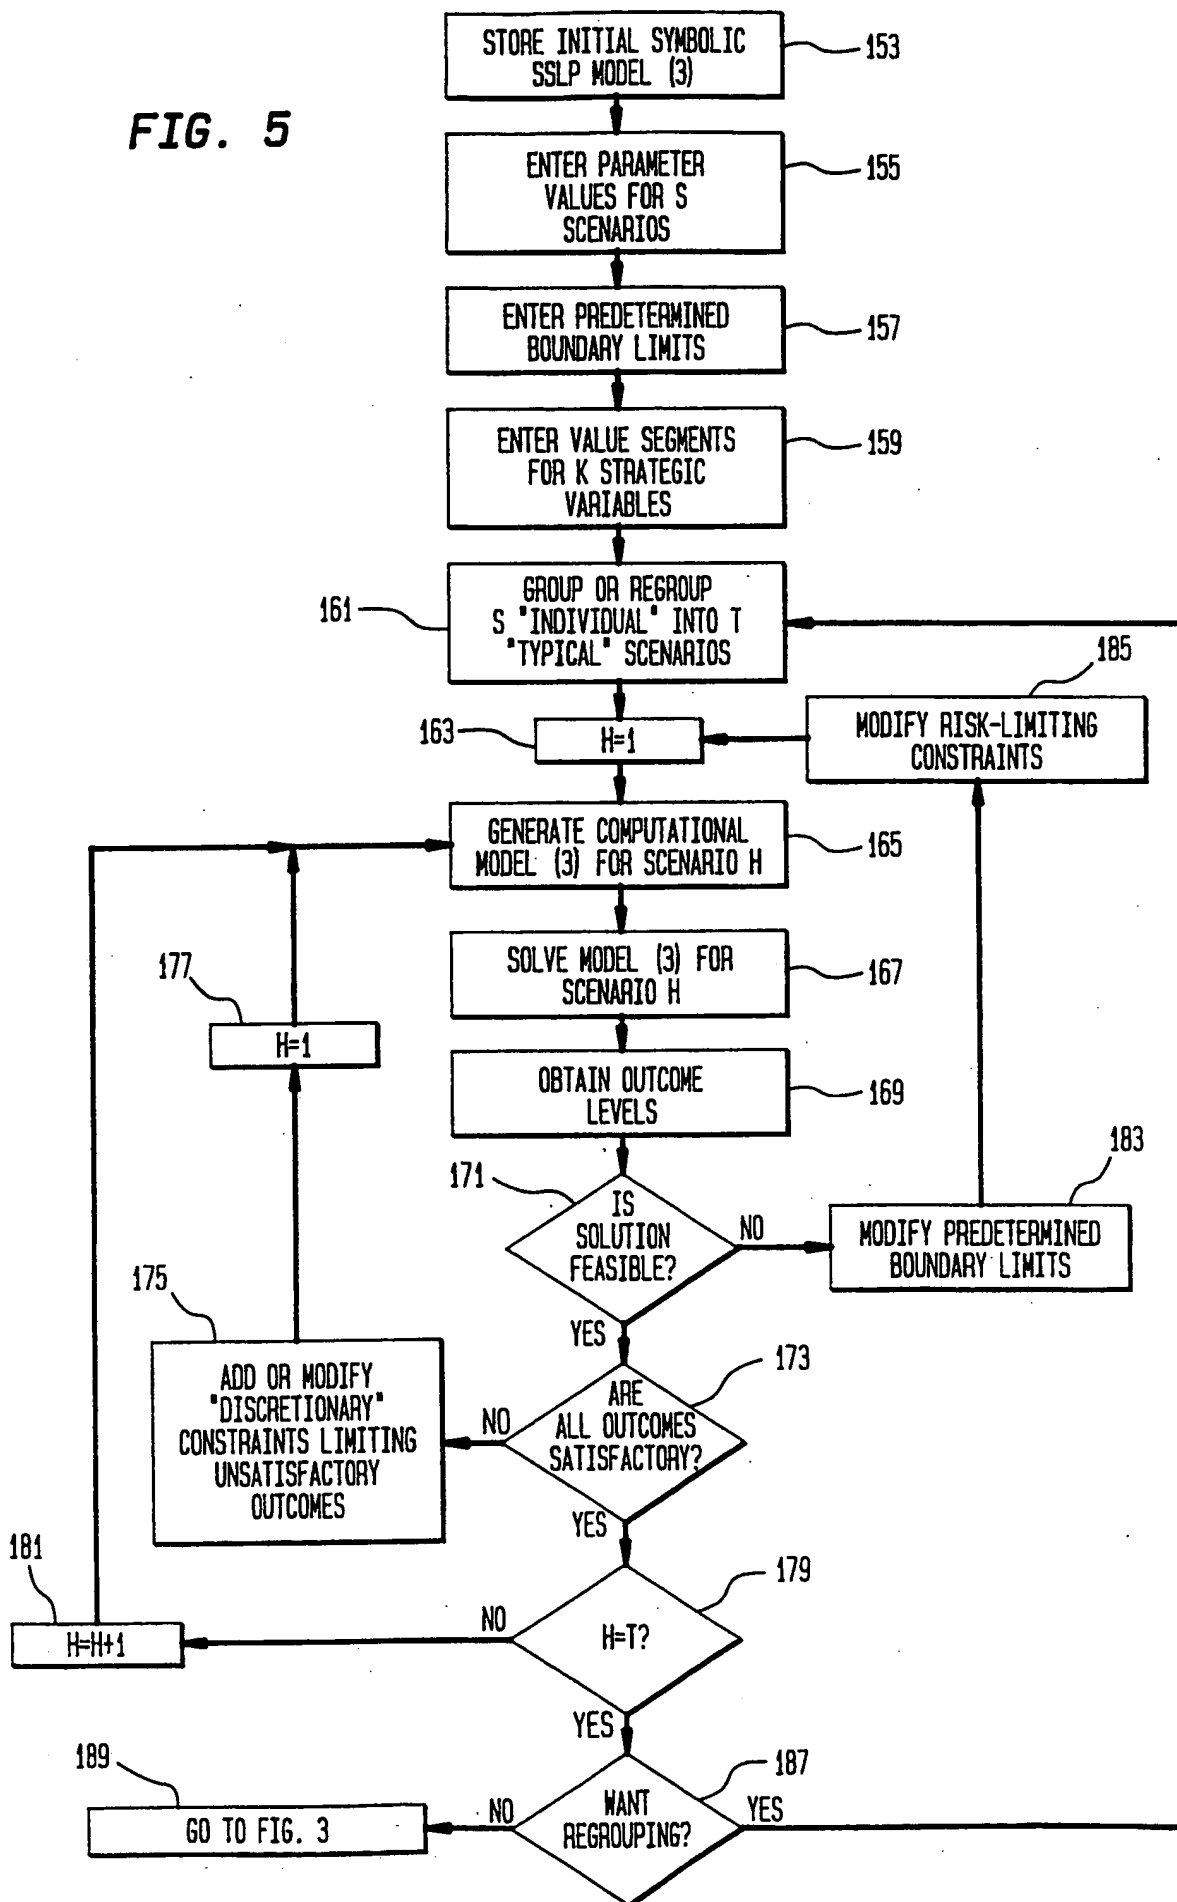 FIG. 5
STORE INITIAL SYMBOLIC
SSLP MODEL (3)
153
ENTER PARAMETER
VALUES FOR S
SCENARIOS
155
ENTER PREDETERMINED
BOUNDARY LIMITS
157
ENTER VALUE SEGMENTS
FOR K STRATEGIC
VARIABLES
159
161
GROUP OR REGROUP
S "INDIVIDUAL" INTO T
"TYPICAL" SCENARIOS
163
H=1
185
MODIFY RISK-LIMITING
CONSTRAINTS
GENERATE COMPUTATIONAL
MODEL (3) FOR SCENARIO H
165
SOLVE MODEL (3) FOR
SCENARIO H
167
177
H=1
OBTAIN OUTCOME
LEVELS
169
171
IS
SOLUTION
FEASIBLE?
NO
183
MODIFY PREDETERMINED
BOUNDARY LIMITS
YES
175
ADD OR MODIFY
"DISCRETIONARY"
CONSTRAINTS LIMITING
UNSATISFACTORY
OUTCOMES
NO
173
ARE
ALL OUTCOMES
SATISFACTORY?
YES
181
H=H+1
NO
179
H=T?
YES
189
GO TO FIG. 3
NO
187
WANT
REGROUPING?
YES